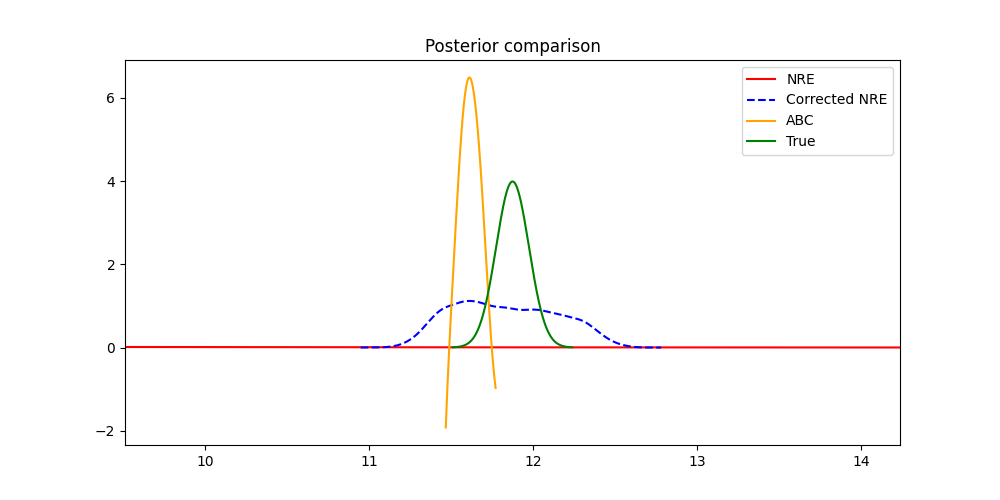 Posterior comparison
NRE
Corrected NRE
ABC
True
6
4
2
0
−2
10 11 12 13 14